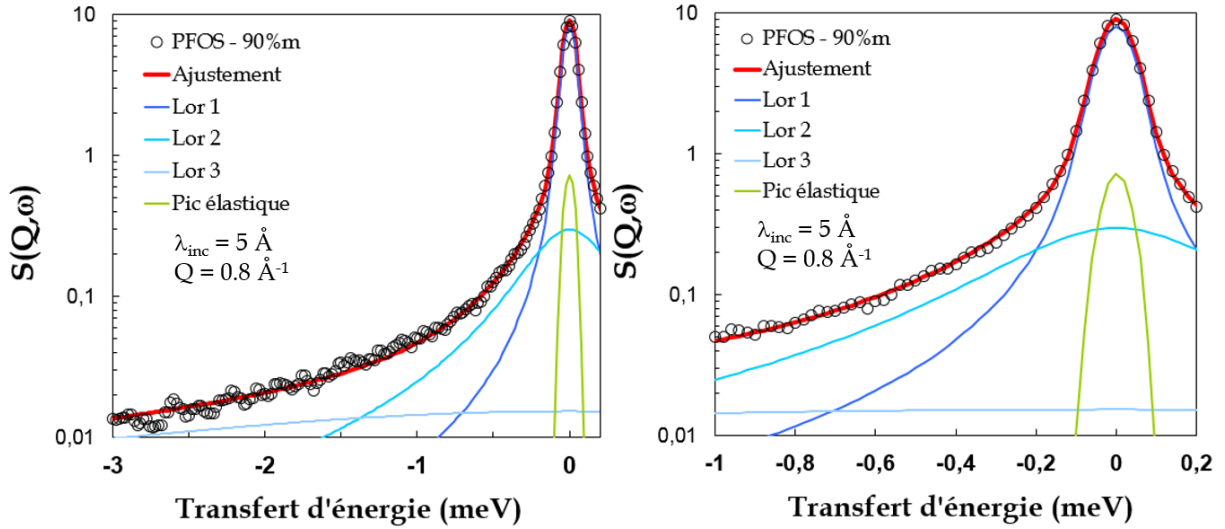 10
1
0,1
0,01
S(Q,ω)
PFOS - 90%m
Ajustement
Lor 1
Lor 2
Lor 3
Pic élastique
λinc = 5 Å
Q = 0.8 Å-1
-3
-2
-1
0
Transfert d'énergie (meV)
10
1
0,1
0,01
S(Q,ω)
PFOS - 90%m
Ajustement
Lor 1
Lor 2
Lor 3
Pic élastique
λinc = 5 Å
Q = 0.8 Å-1
-1
-0,8
-0,6
-0,4
-0,2
0
0,2
Transfert d'énergie (meV)